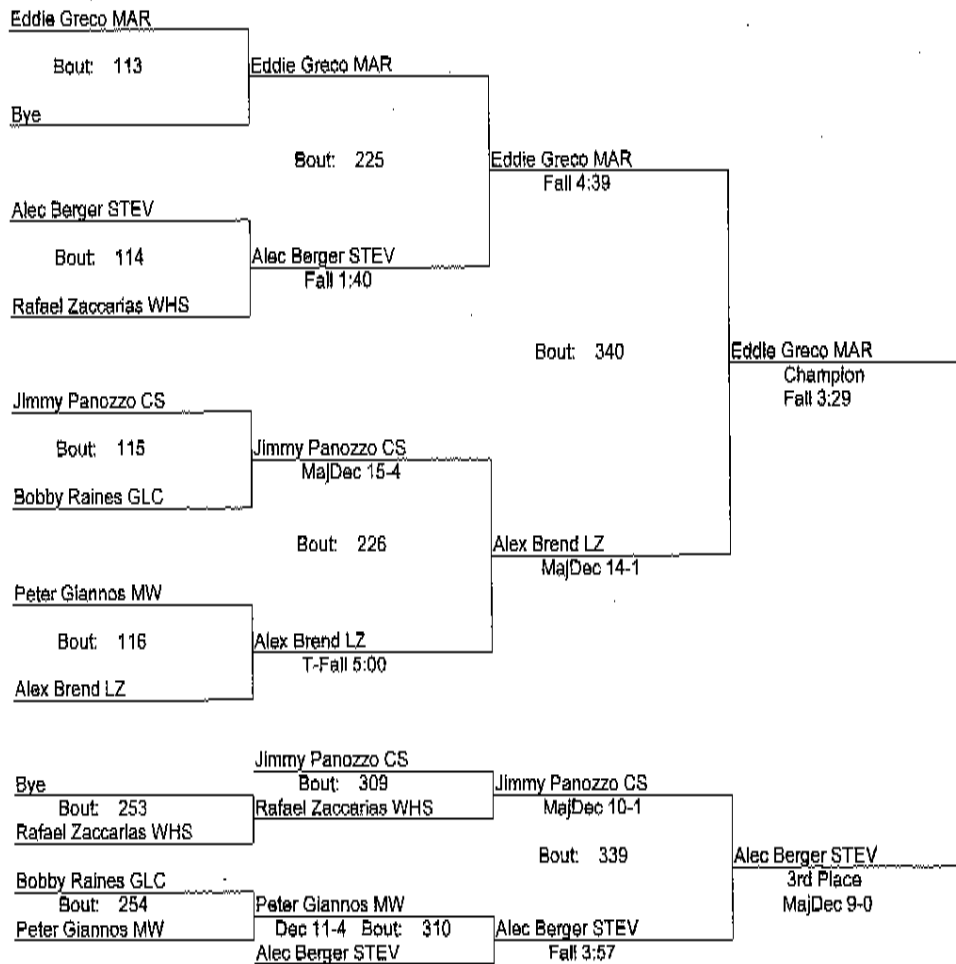 Eddie Greco MAR
Bout: 113
Eddie Greco MAR
Bye
Bout: 225
Eddie Greco MAR
Fall 4:39
Alec Berger STEV
Bout: 114
Alec Berger STEV
Fall 1:40
Rafael Zaccarias WHS
Bout: 340
Eddie Greco MAR
Champion
Fall 3:29
Jimmy Panozzo CS
Bout: 115
Jimmy Panozzo CS
MajDec 15-4
Bobby Raines GLC
Bout: 226
Alex Brend LZ
MajDec 14-1
Peter Giannos MW
Bout: 116
Alex Brend LZ
T-Fall 5:00
Alex Brend LZ
Jimmy Panozzo CS
Bye
Bout: 309
Jimmy Panozzo CS
Bout: 253
Rafael Zaccarias WHS
MajDec 10-1
Rafael Zaccarias WHS
Bout: 339
Alec Berger STEV
3rd Place
MajDec 9-0
Bobby Raines GLC
Bout: 254
Peter Giannos MW
Peter Giannos MW
Dec 11-4 Bout: 310
Alec Berger STEV
Fall 3:57
Alec Berger STEV